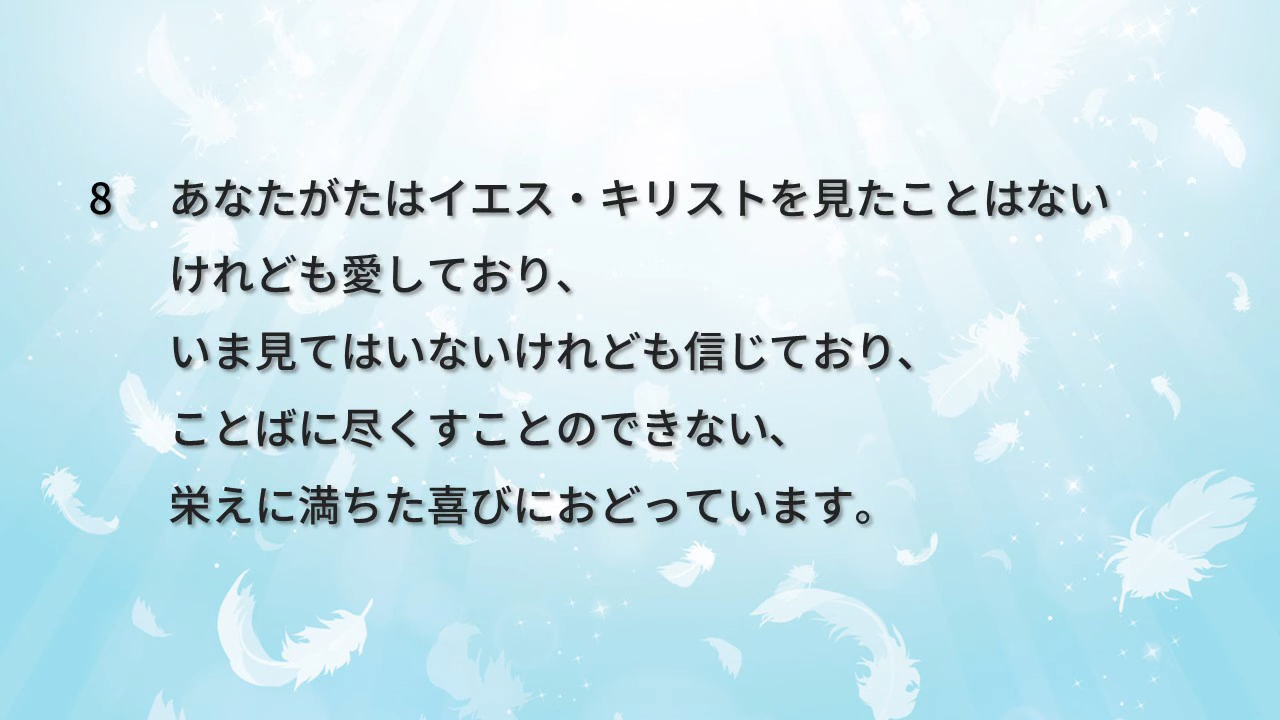 8 あなたがたはイエス・キリストを見たことはない
けれども愛しており、
いま見てはいないけれども信じており、
ことばに尽くすことのできない、
栄えに満ちた喜びにおどっています。